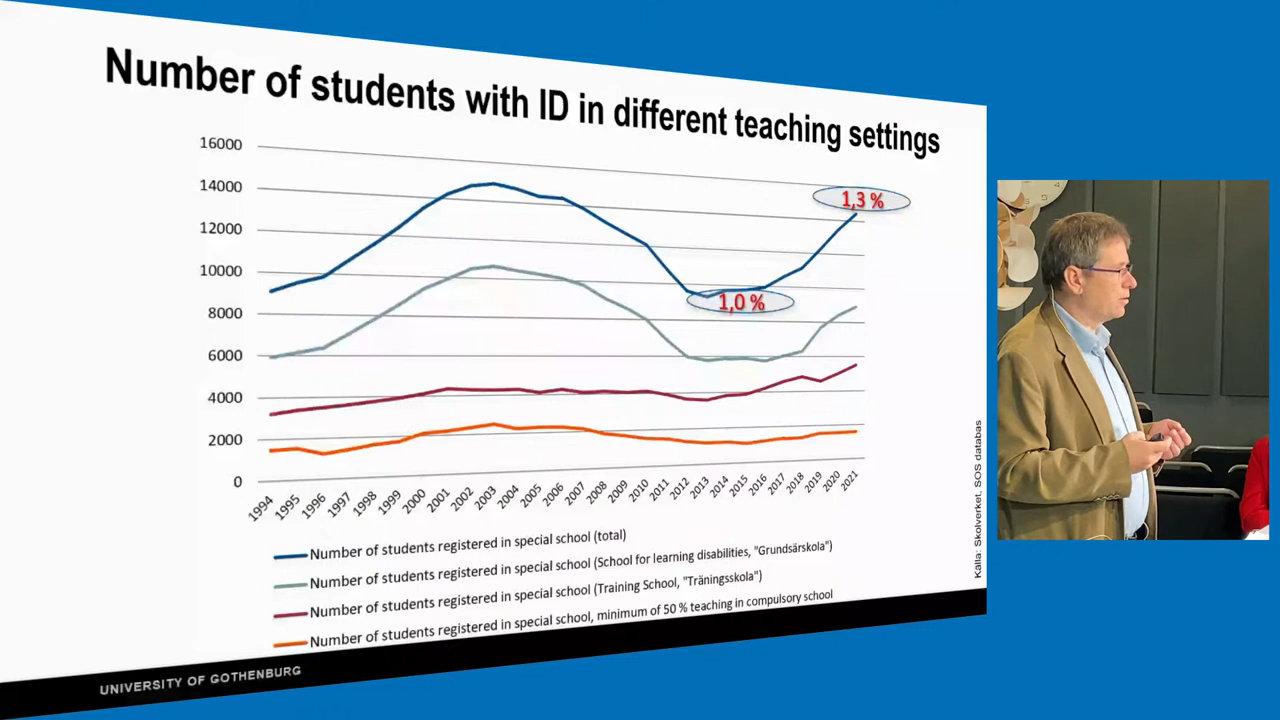 Number of students with ID in different teaching settings
16000
14000
12000
10000
8000
6000
4000
2000
0
1,3 %
1,0 %
1994 1995 1996 1997 1998 1999 2000 2001 2002 2003 2004 2005 2006 2007 2008 2009 2010 2011 2012 2013 2014 2015 2016 2017 2018 2019 2020 2021
Number of students registered in special school (total)
Number of students registered in special school (School for learning disabilities, "Grundsärskola")
Number of students registered in special school (Training School, "Träningsskola")
Number of students registered in special school, minimum of 50 % teaching in compulsory school
Källa: Skolverket, SOS databas
UNIVERSITY OF GOTHENBURG